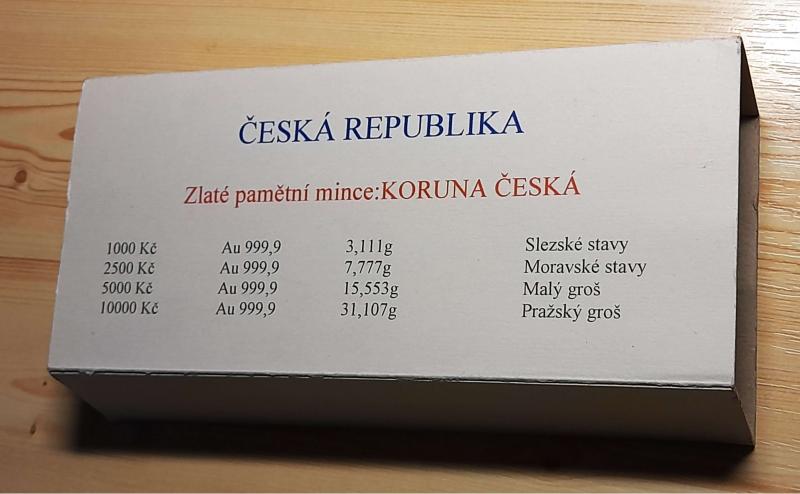 ČESKÁ REPUBLIKA
Zlaté pamětní mince:KORUNA ČESKÁ
1000 Kč Au 999,9 3,111g Slezské stavy
2500 Kč Au 999,9 7,777g Moravské stavy
5000 Kč Au 999,9 15,553g Malý groš
10000 Kč Au 999,9 31,107g Pražský groš